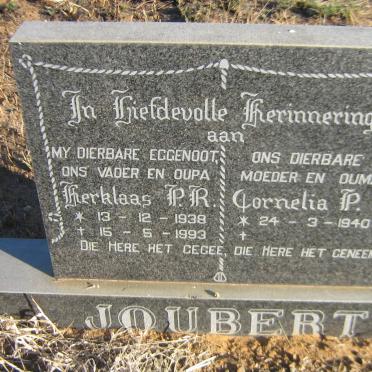 In Liefdevolle Herinnering
aan
MY DIERBARE EGGENOOT,
ONS VADER EN OUPA
Herklaas P.R.
* 13 - 12 - 1938
† 15 - 5 - 1993
ONS DIERBARE
MOEDER EN OUM
Cornelia P.
* 24 - 3 - 1940
†
DIE HERE HET GEGEE, DIE HERE HET GENEE
JOUBERT